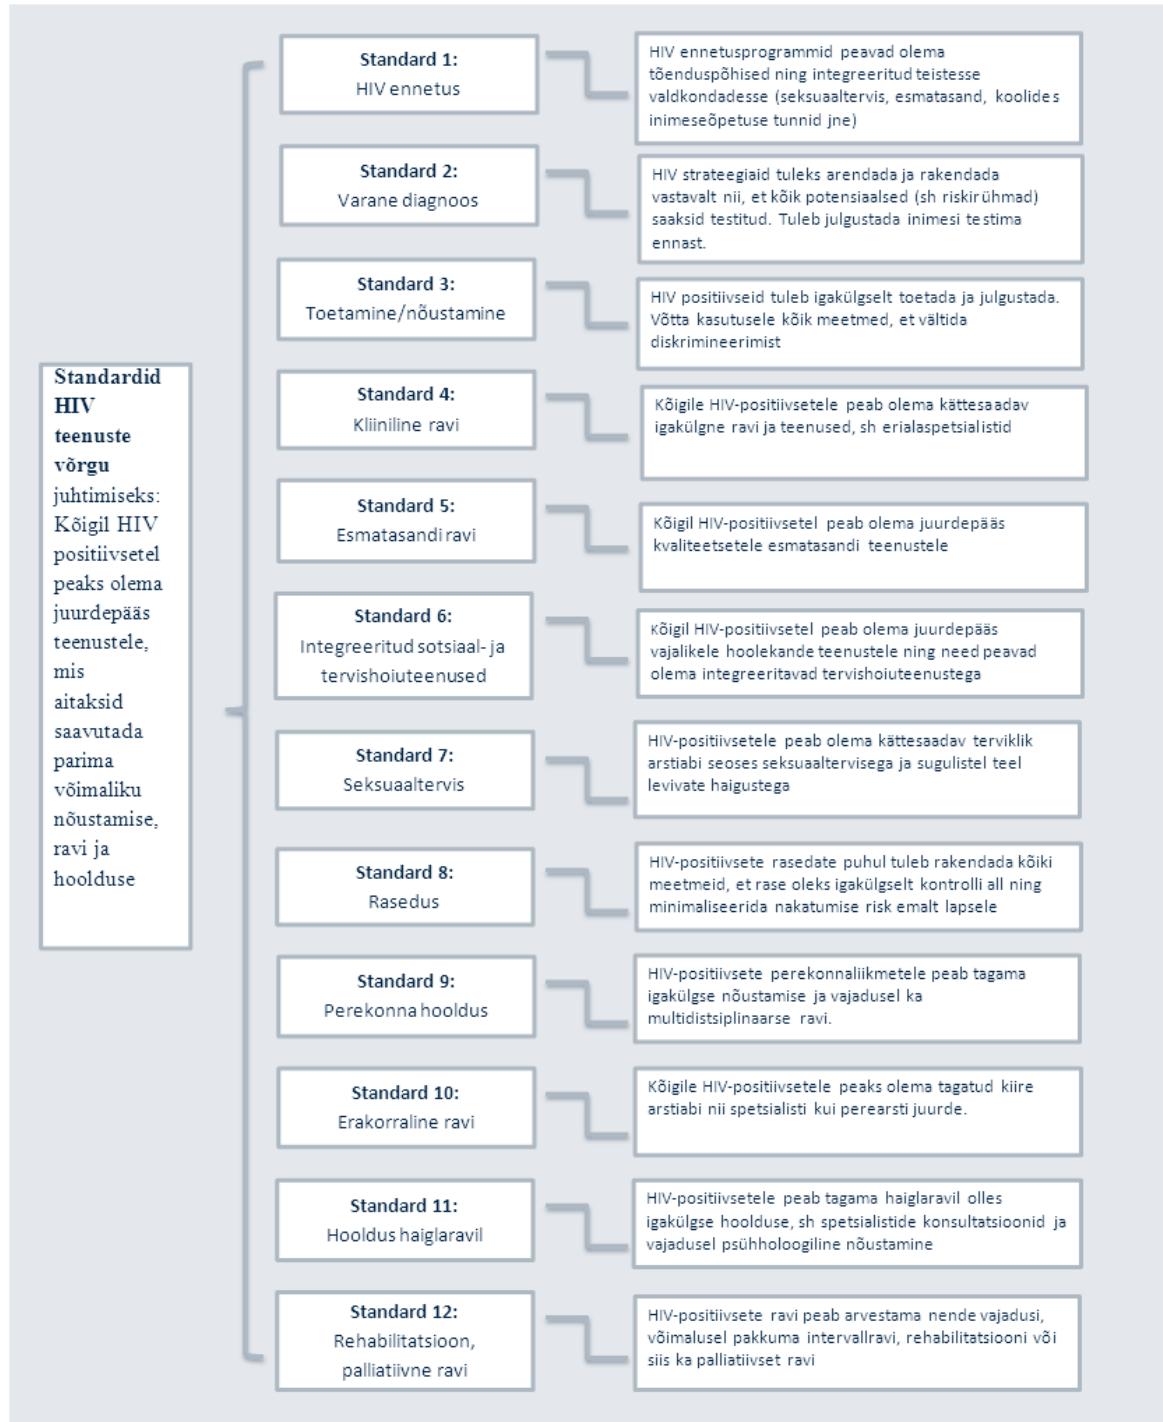 Standardid
HIV
teenuste
võrgu
juhtimiseks:
Kõigil HIV
positiivsetel
peaks olema
juurdepääs
teenustele,
mis
aitaksid
saavutada
parima
võimaliku
nõustamise,
ravi ja
hoolduse
Standard 1:
HIV ennetus
HIV ennetusprogrammid peavad olema
tõenduspõhised ning integreeritud teistesse
valdkondadesse (seksuaaltervis, esmatasand, koolides
inimeseõpetuse tunnid jne)
Standard 2:
Varane diagnoos
HIV strateegiaid tuleks arendada ja rakendada
vastavalt nii, et kõik potensiaalsed (sh riskirühmad)
saaksid testitud. Tuleb julgustada inimesi testima
ennast.
Standard 3:
Toetamine/nõustamine
HIV positiivseid tuleb igakülgselt toetada ja julgustada.
Võtta kasutusele kõik meetmed, et vältida
diskrimineerimist
Standard 4:
Kliiniline ravi
Kõigile HIV-positiivsetele peab olema kättesaadav
igakülgne ravi ja teenused, sh erialaspetsialistid
Standard 5:
Esmatasandi ravi
Kõigil HIV-positiivsetel peab olema juurdepääs
kvaliteetsetele esmatasandi teenustele
Standard 6:
Integreeritud sotsiaal- ja
tervishoiuteenused
Kõigil HIV-positiivsetel peab olema juurdepääs
vajalikele hoolekande teenustele ning need peavad
olema integreeritavad tervishoiuteenustega
Standard 7:
Seksuaaltervis
HIV-positiivsetele peab olema kättesaadav terviklik
arstiabi seoses seksuaaltervisega ja sugulistel teel
levivate haigustega
Standard 8:
Rasedus
HIV-positiivsete rasedate puhul tuleb rakendada kõiki
meetmeid, et rase oleks igakülgselt kontrolli all ning
minimaliseerida nakatumise risk emalt lapsele
Standard 9:
Perekonna hooldus
HIV-positiivsete perekonnaliikmetele peab tagama
igakülgse nõustamise ja vajadusel ka
multidistsiplinaarse ravi.
Standard 10:
Erakorraline ravi
Kõigile HIV-positiivsetele peaks olema tagatud kiire
arstiabi nii spetsialisti kui perearsti juurde.
Standard 11:
Hooldus haiglaravil
HIV-positiivsetele peab tagama haiglaravil olles
igakülgse hoolduse, sh spetsialistide konsultatsioonid ja
vajadusel psühholoogiline nõustamine
Standard 12:
Rehabilitatsioon,
palliatiivne ravi
HIV-positiivsete ravi peab arvestama nende vajadusi,
võimalusel pakkuma intervallravi, rehabilitatsiooni või
siis ka palliatiivset ravi